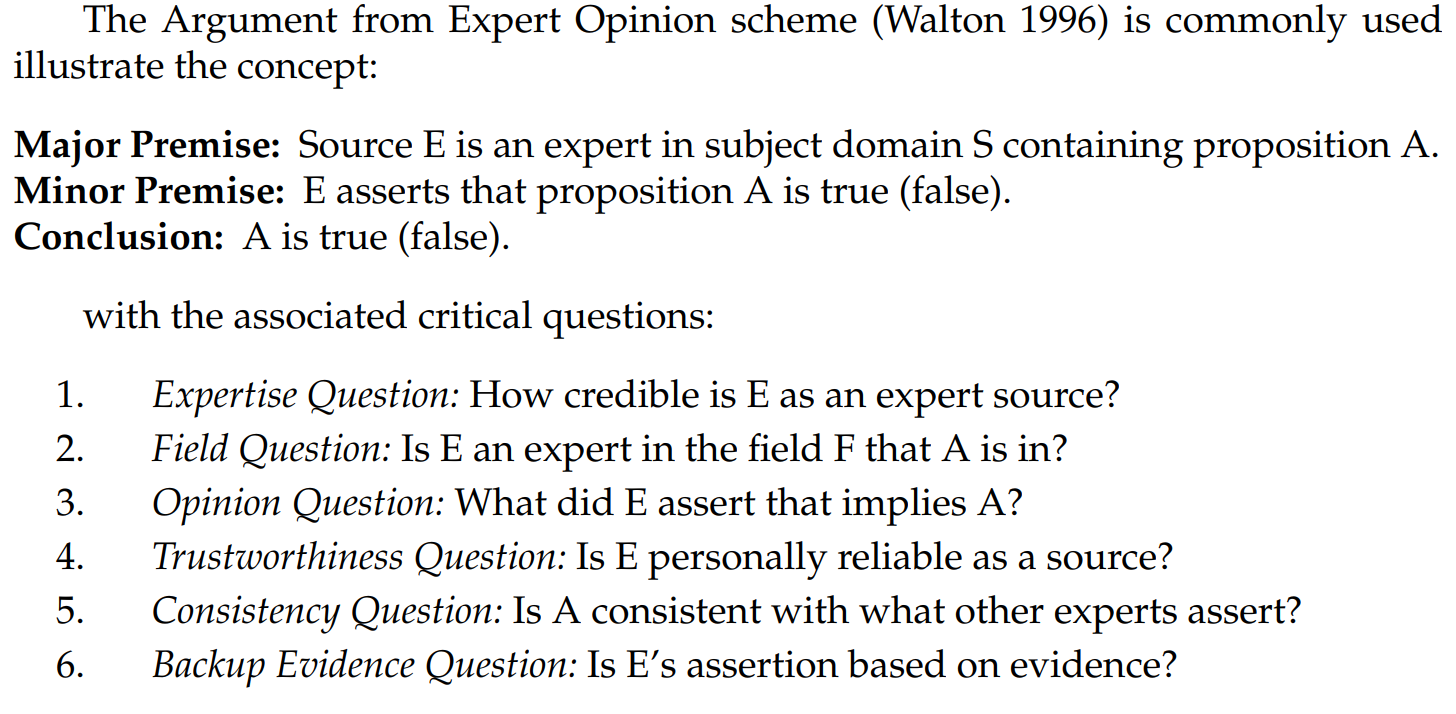 The Argument from Expert Opinion scheme (Walton 1996) is commonly used
illustrate the concept:
Major Premise: Source E is an expert in subject domain S containing proposition A.
Minor Premise: E asserts that proposition A is true (false).
Conclusion: A is true (false).
with the associated critical questions:
1. Expertise Question: How credible is E as an expert source?
2. Field Question: Is E an expert in the field F that A is in?
3. Opinion Question: What did E assert that implies A?
4. Trustworthiness Question: Is E personally reliable as a source?
5. Consistency Question: Is A consistent with what other experts assert?
6. Backup Evidence Question: Is E's assertion based on evidence?